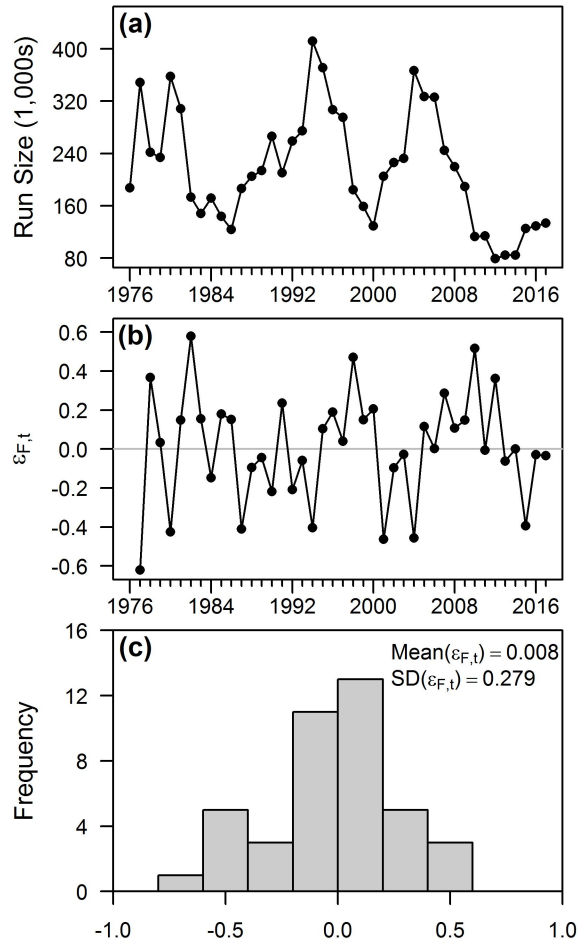 (a)
Run Size (1,000s)
400
320
240
160
80
1976 1984 1992 2000 2008 2016
(b)
εF,t
0.6
0.4
0.2
0.0
-0.2
-0.4
-0.6
1976 1984 1992 2000 2008 2016
(c)
Mean(εF,t) = 0.008
SD(εF,t) = 0.279
Frequency
16
12
8
4
0
-1.0 -0.5 0.0 0.5 1.0